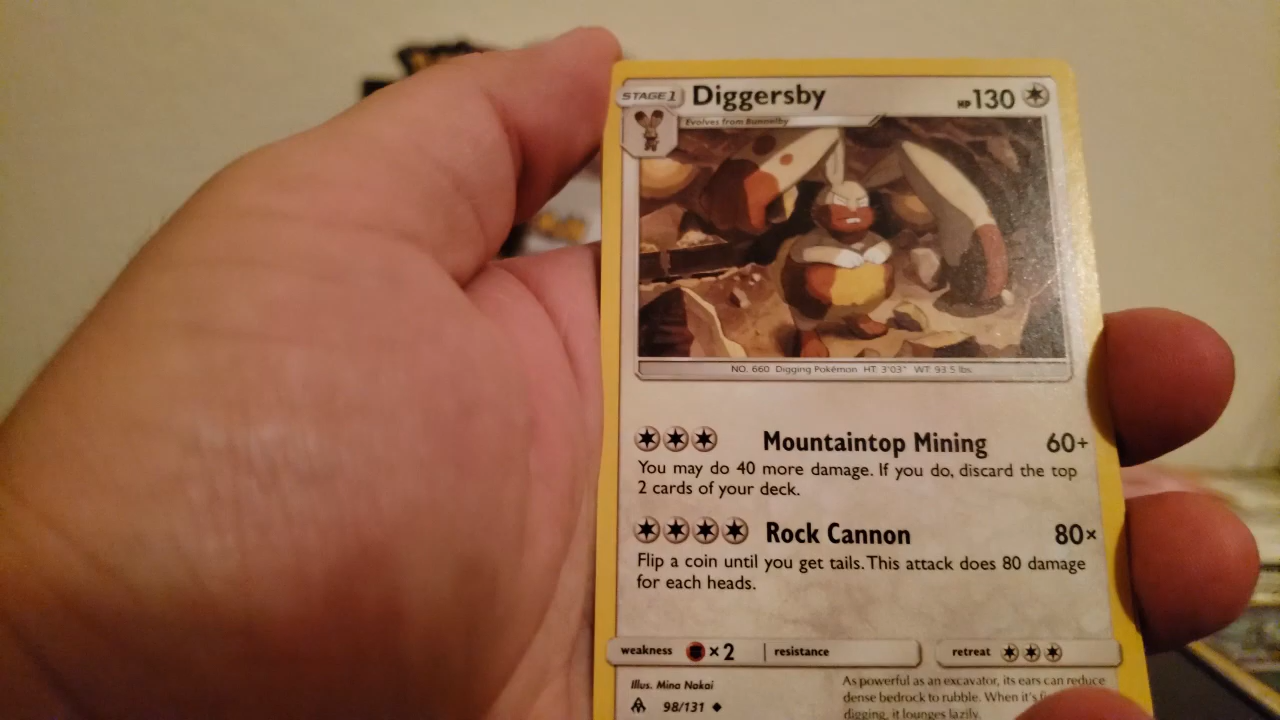 STAGE 1 Diggersby HP 130
Evolves from Bunnelby
NO. 660 Digging Pokémon HT: 3'03" WT: 93.5 lbs.
Mountaintop Mining 60+
You may do 40 more damage. If you do, discard the top
2 cards of your deck.
Rock Cannon 80×
Flip a coin until you get tails. This attack does 80 damage
for each heads.
weakness ×2 resistance retreat
Illus. Mina Nakai
98/131
As powerful as an excavator, its ears can reduce
dense bedrock to rubble. When it's
digging, it lounges lazily.